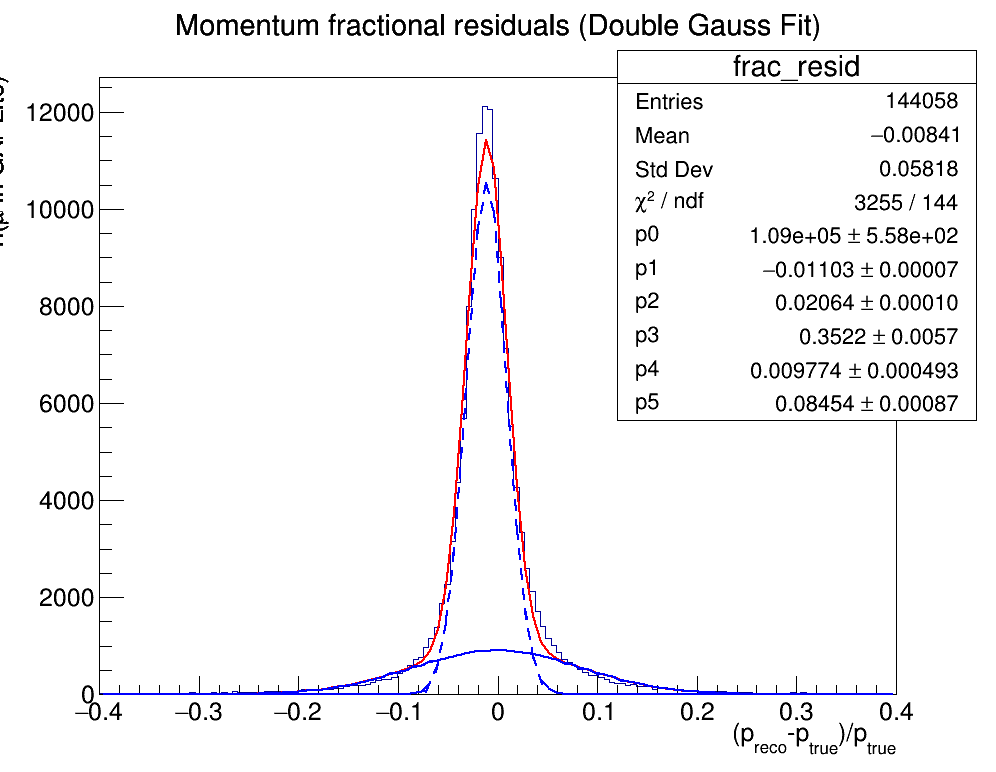 Momentum fractional residuals (Double Gauss Fit)
frac_resid
Entries 144058
Mean −0.00841
Std Dev 0.05818
χ² / ndf 3255 / 144
p0 1.09e+05 ± 5.58e+02
p1 −0.01103 ± 0.00007
p2 0.02064 ± 0.00010
p3 0.3522 ± 0.0057
p4 0.009774 ± 0.000493
p5 0.08454 ± 0.00087
12000
10000
8000
6000
4000
2000
0
−0.4 −0.3 −0.2 −0.1 0 0.1 0.2 0.3 0.4
(p_reco-p_true)/p_true